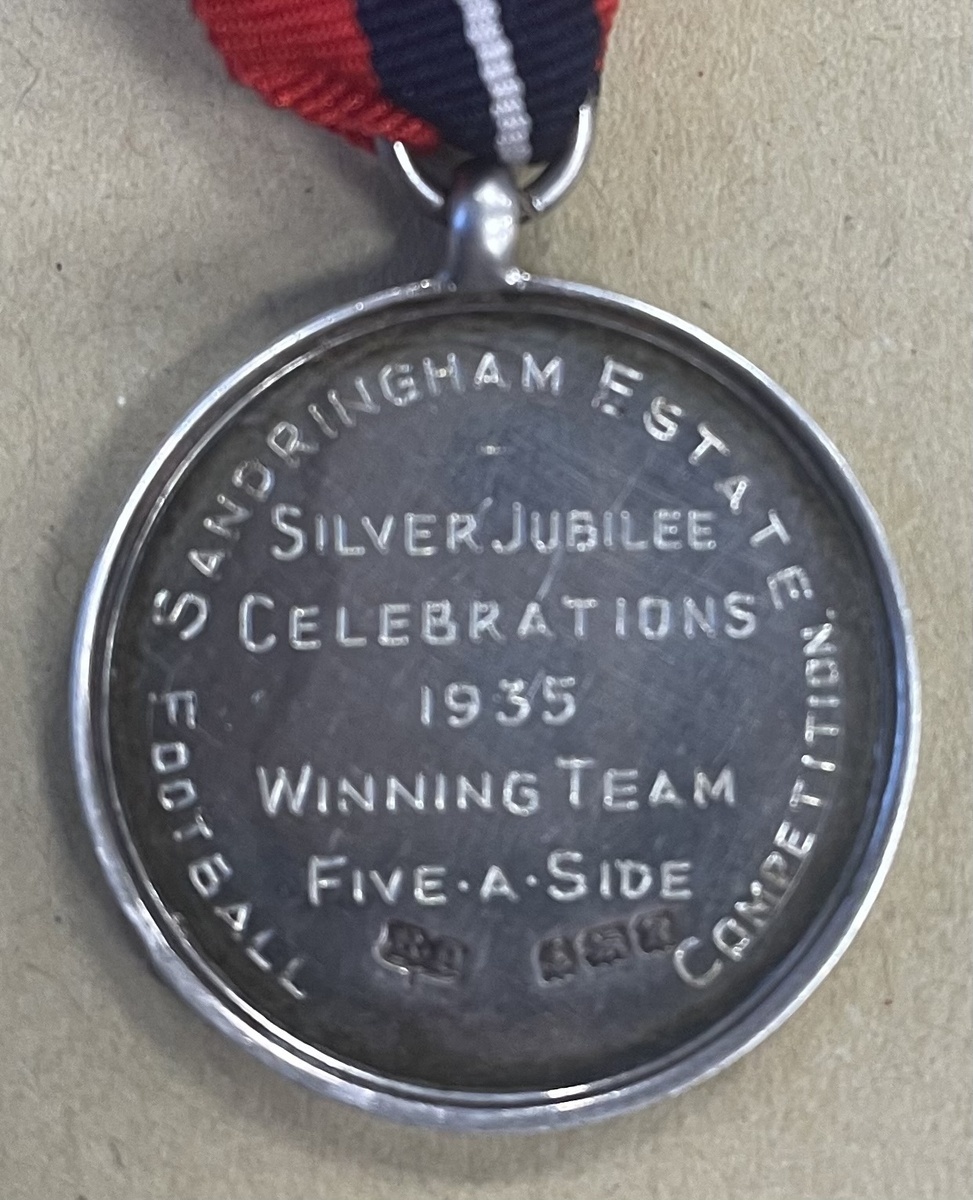 SANDRINGHAM ESTATE
SILVER JUBILEE
CELEBRATIONS
1935
WINNING TEAM
FIVE·A·SIDE
FOOTBALL COMPETITION.